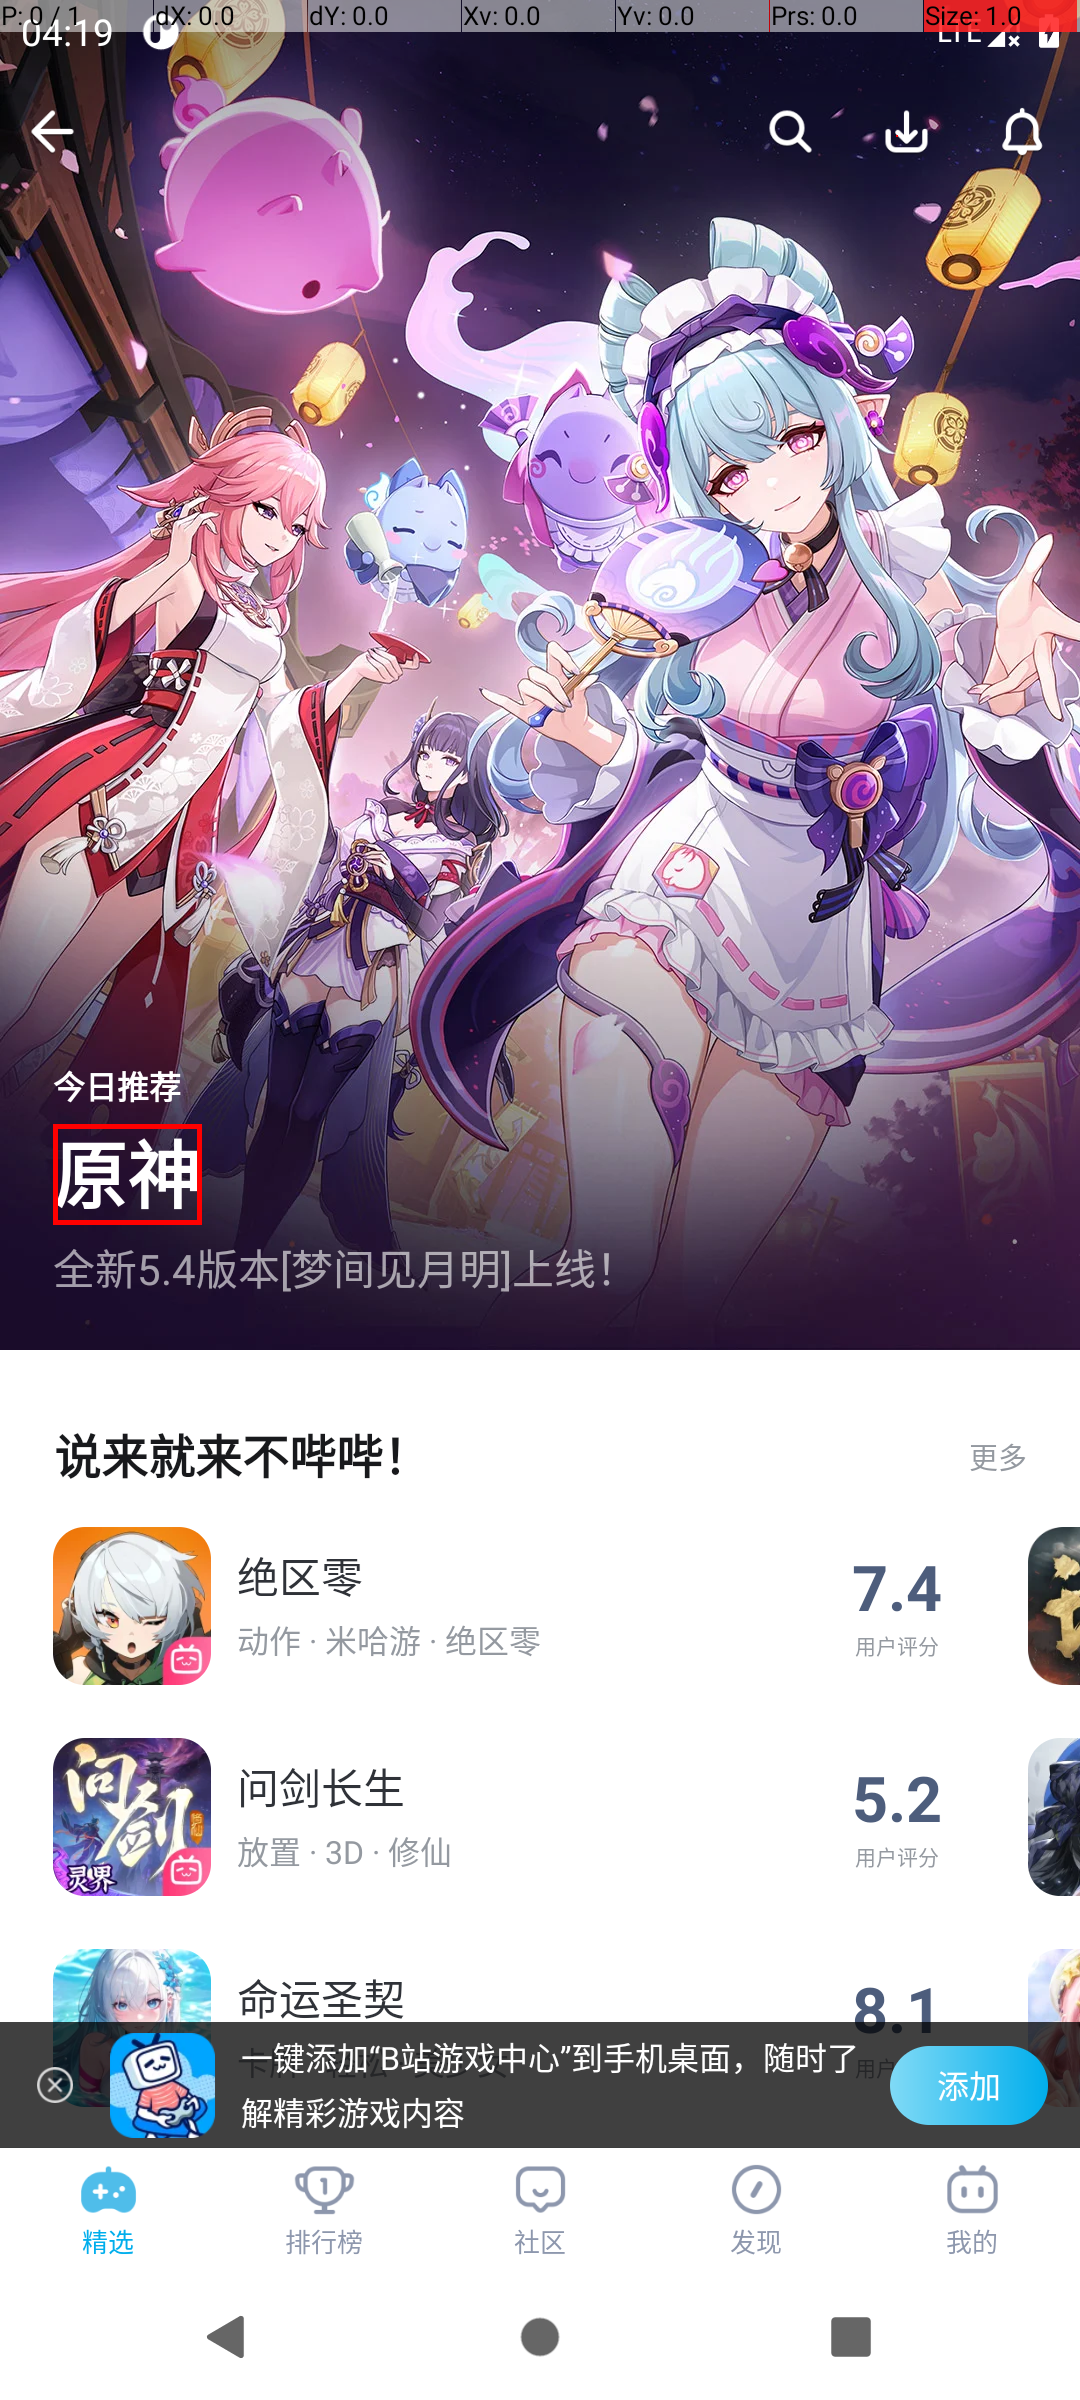 P: 0 / 1 dX: 0.0 dY: 0.0 Xv: 0.0 Yv: 0.0 Prs: 0.0 Size: 1.0
04:19 LTE
今日推荐
原神
全新5.4版本[梦间见月明]上线！
说来就来不哔哔！ 更多
绝区零
动作 · 米哈游 · 绝区零
7.4
用户评分
问剑
灵界
问剑长生
放置 · 3D · 修仙
5.2
用户评分
命运圣契
8.1
一键添加“B站游戏中心”到手机桌面，随时了
解精彩游戏内容
添加
精选 排行榜 社区 发现 我的